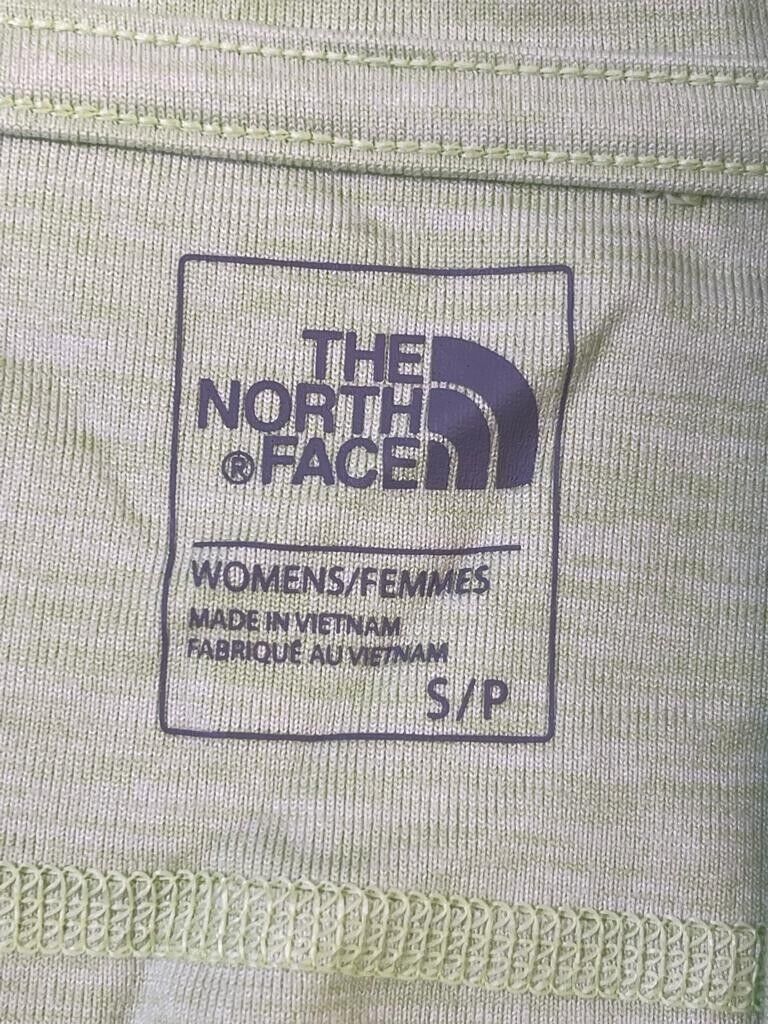 THE
NORTH
®FACE
WOMENS/FEMMES
MADE IN VIETNAM
FABRIQUÉ AU VIETNAM
S/P